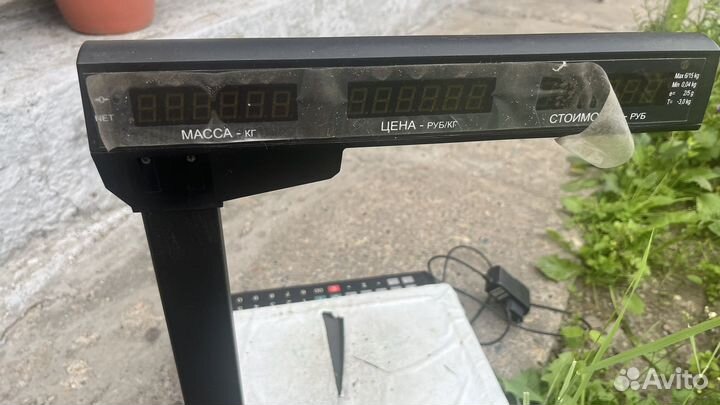 NET
МАССА - КГ
ЦЕНА - РУБ/КГ
СТОИМО РУБ
Max 6/15 kg
Min 0,04 kg
e= 2/5 g
T= -3,0 kg
Avito